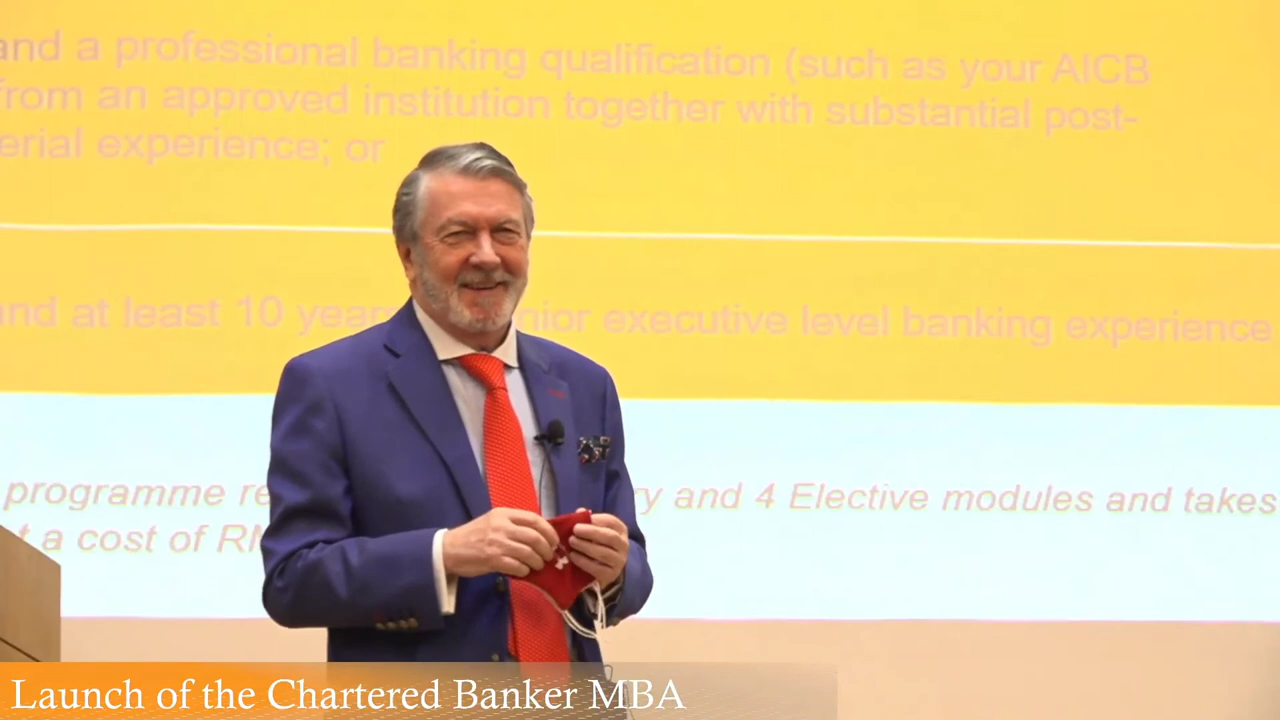 and a professional banking qualification (such as your AICB
from an approved institution together with substantial post-
erial experience; or
and at least 10 years senior executive level banking experience
programme re ry and 4 Elective modules and takes
t a cost of RM
Launch of the Chartered Banker MBA